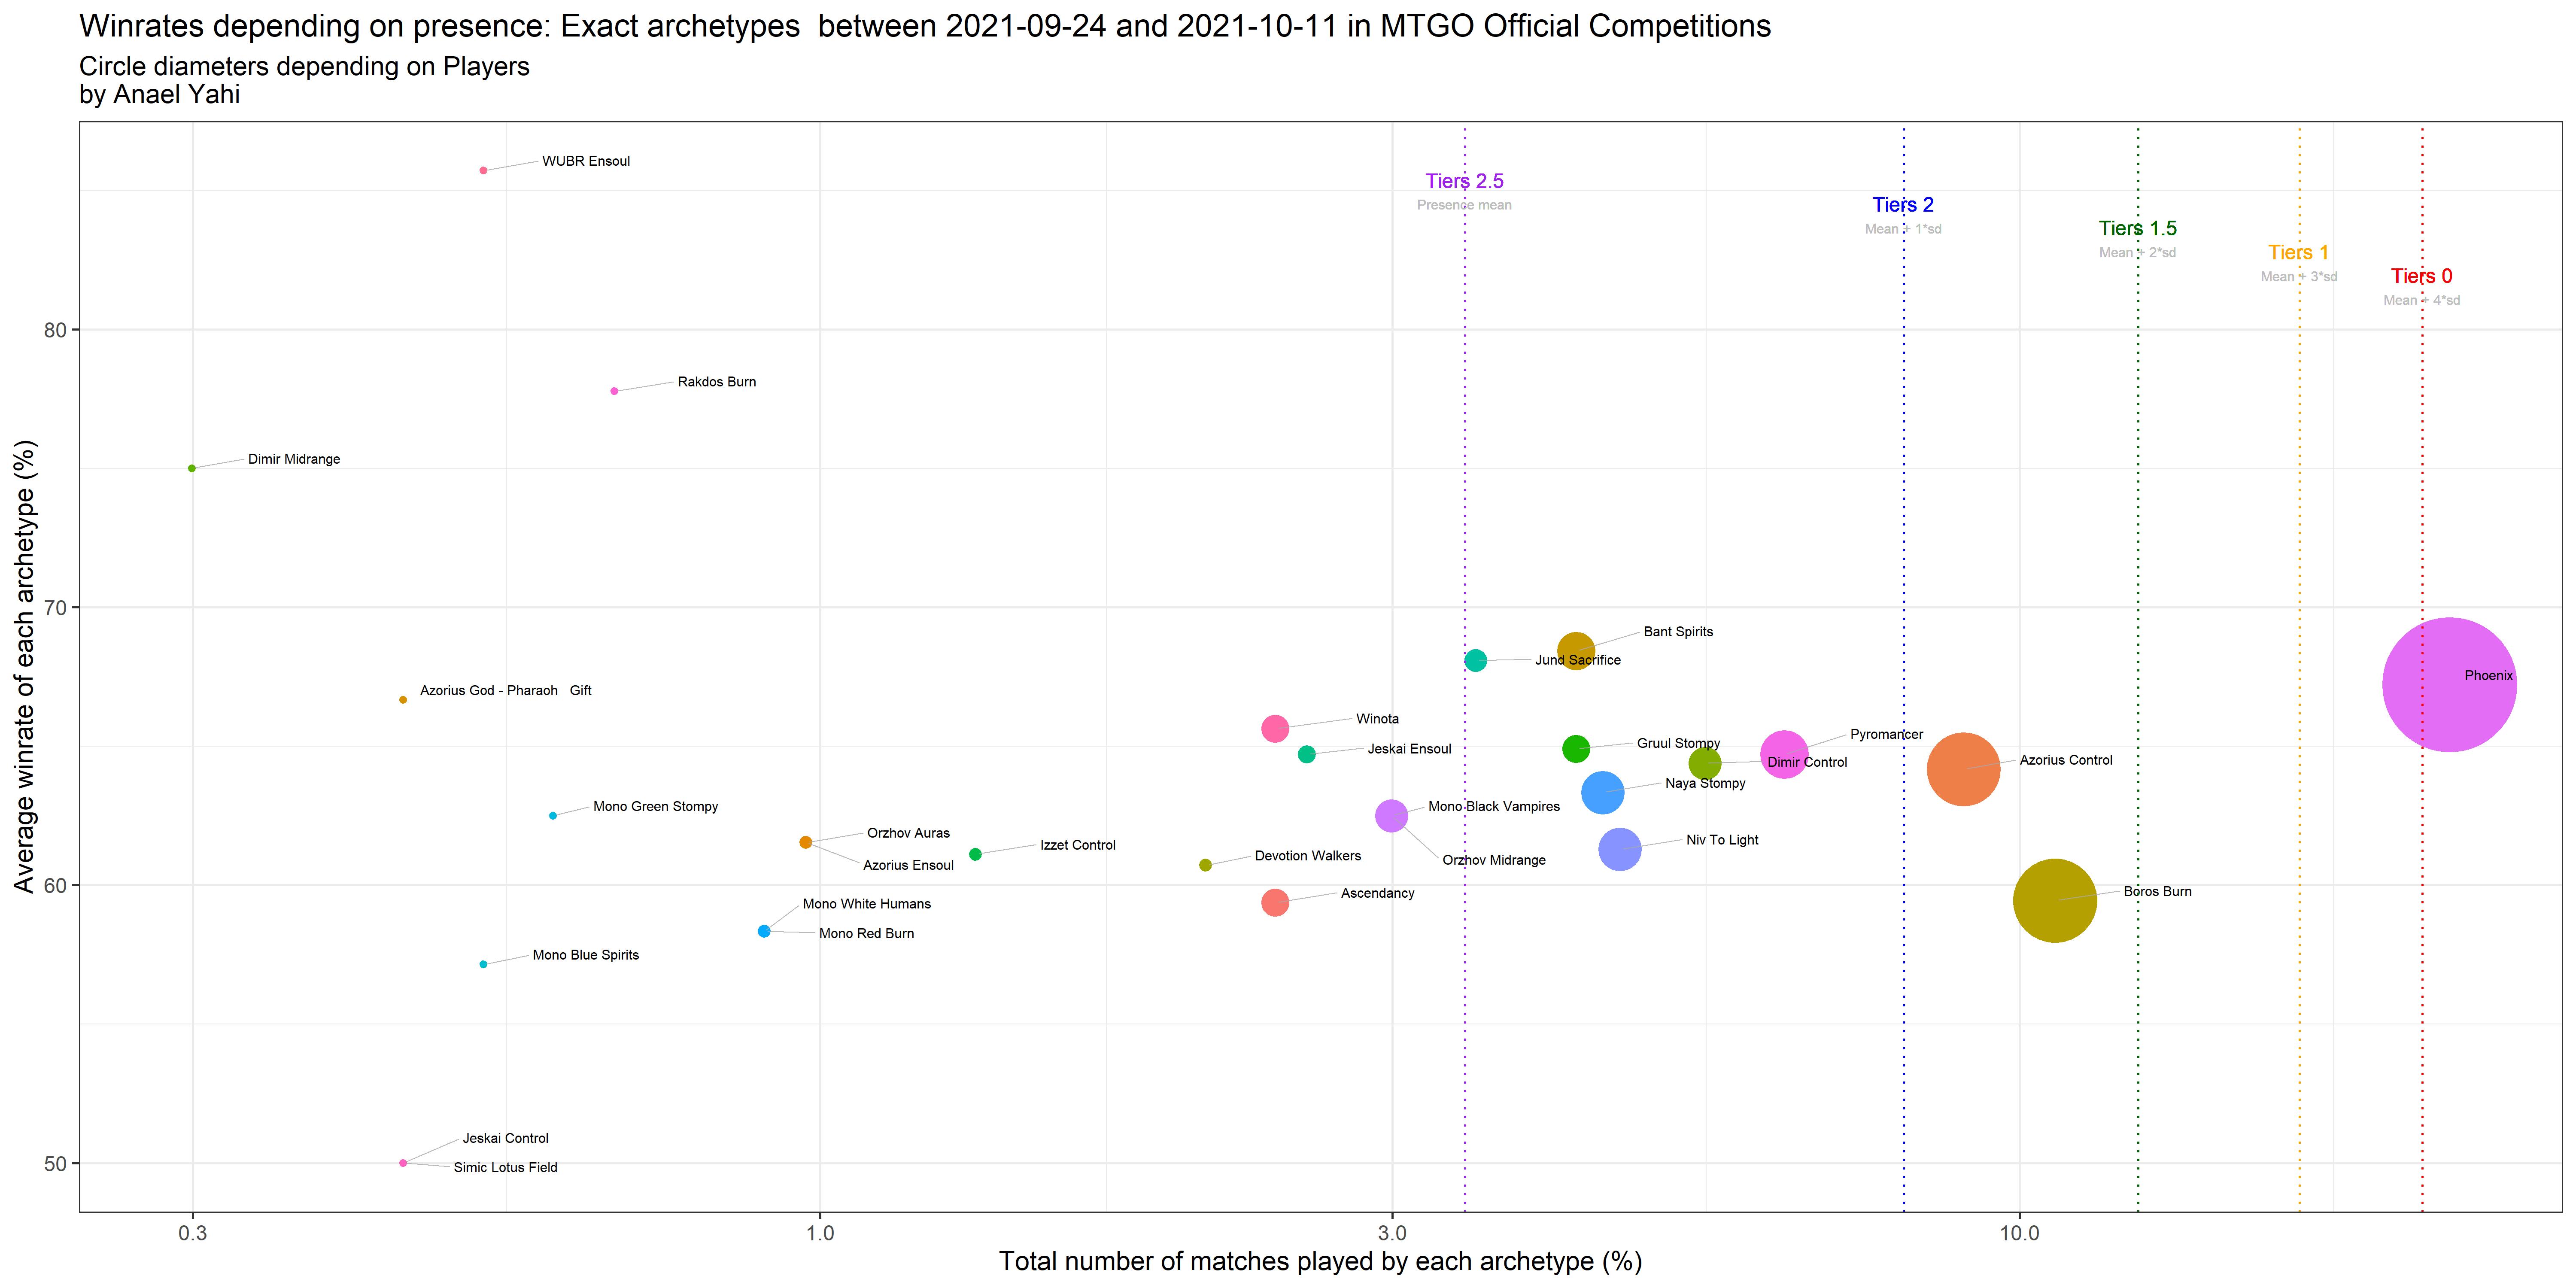 Winrates depending on presence: Exact archetypes  between 2021-09-24 and 2021-10-11 in MTGO Official Competitions
Circle diameters depending on Players
by Anael Yahi
Average winrate of each archetype (%)
80
70
60
50
WUBR Ensoul
Tiers 2.5
Presence mean
Tiers 2
Mean + 1*sd
Tiers 1.5
Mean + 2*sd
Tiers 1
Mean + 3*sd
Tiers 0
Mean + 4*sd
Rakdos Burn
Dimir Midrange
Bant Spirits
Jund Sacrifice
Phoenix
Azorius God - Pharaoh   Gift
Winota
Jeskai Ensoul
Gruul Stompy
Pyromancer
Dimir Control
Azorius Control
Naya Stompy
Mono Green Stompy
Mono Black Vampires
Orzhov Auras
Azorius Ensoul
Izzet Control
Devotion Walkers
Orzhov Midrange
Niv To Light
Ascendancy
Boros Burn
Mono White Humans
Mono Red Burn
Mono Blue Spirits
Jeskai Control
Simic Lotus Field
0.3
1.0
3.0
10.0
Total number of matches played by each archetype (%)